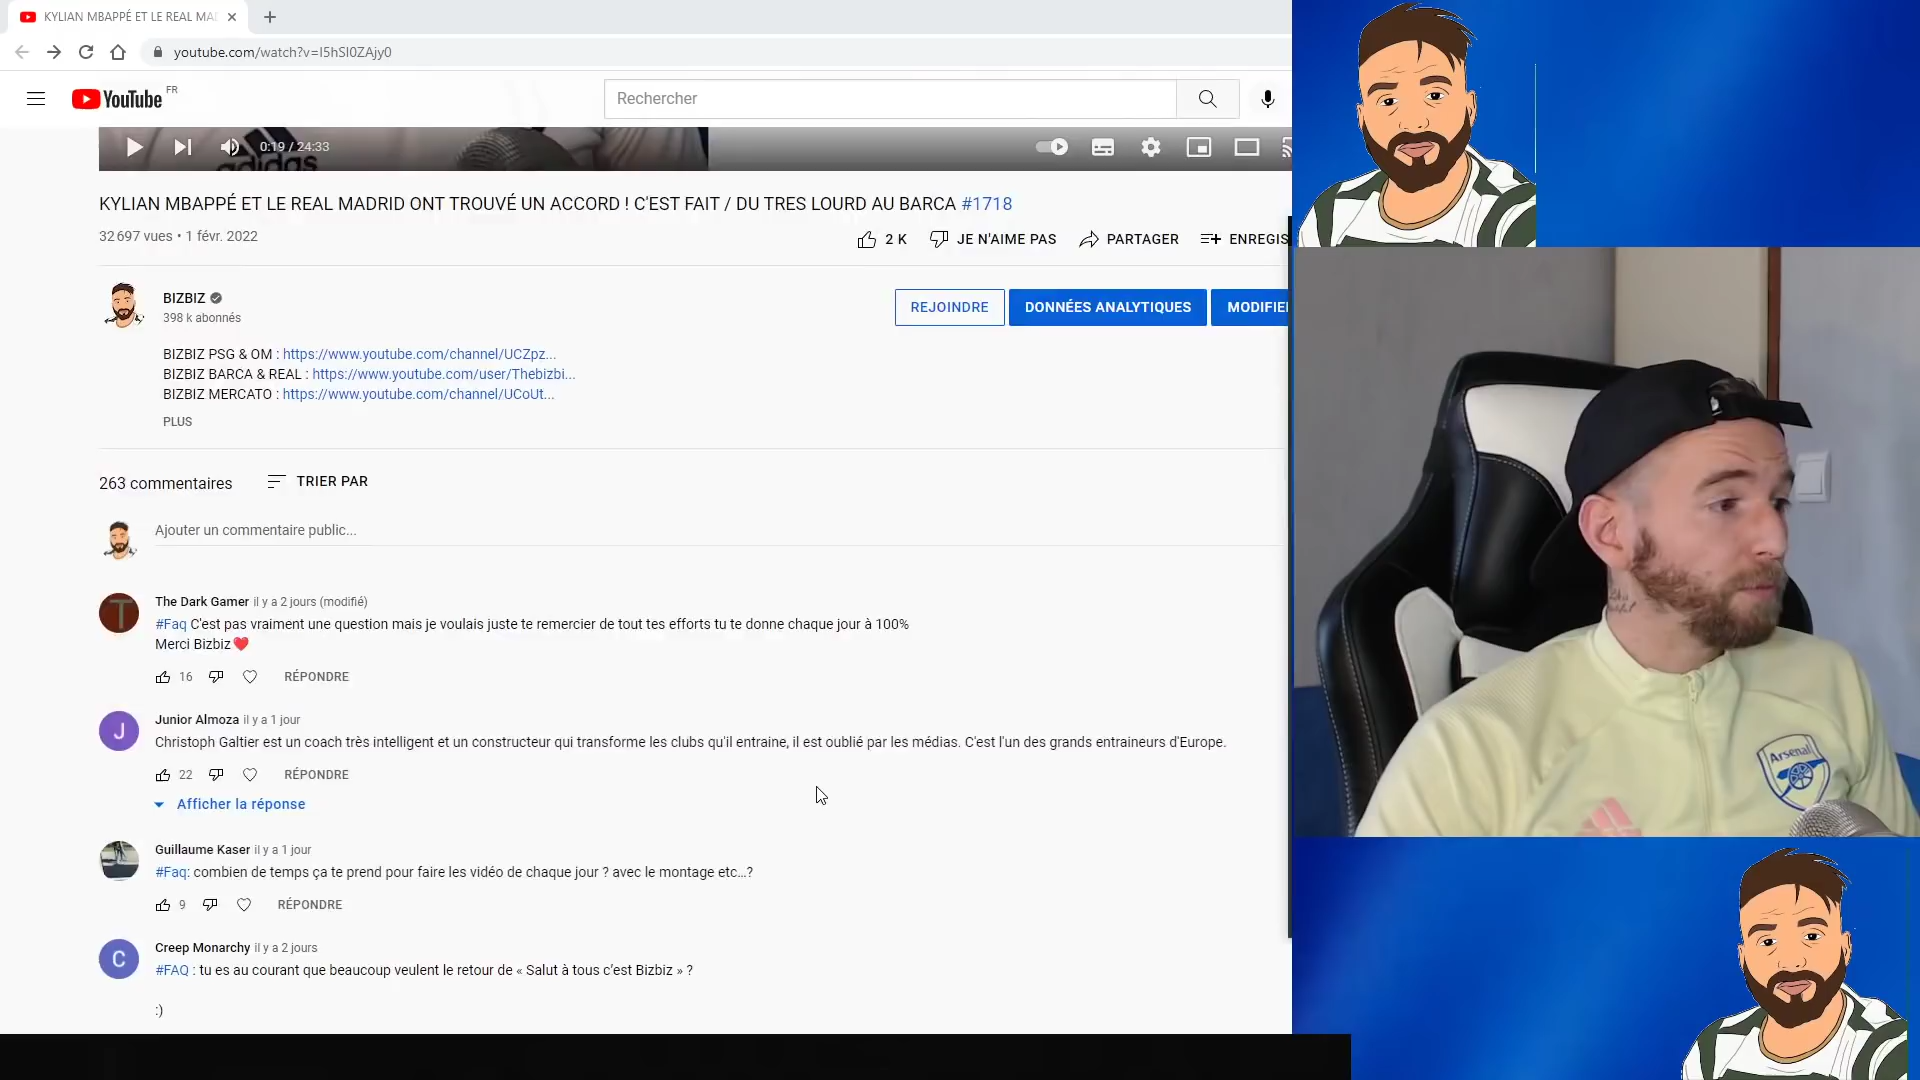 KYLIAN MBAPPÉ ET LE REAL MA
youtube.com/watch?v=I5hSI0ZAjy0
YouTube FR
Rechercher
adidas
0:19 / 24:33
KYLIAN MBAPPÉ ET LE REAL MADRID ONT TROUVÉ UN ACCORD ! C'EST FAIT / DU TRES LOURD AU BARCA #1718
32 697 vues • 1 févr. 2022
2 K
JE N'AIME PAS
PARTAGER
ENREGIS
BIZBIZ
398 k abonnés
REJOINDRE
DONNÉES ANALYTIQUES
MODIFIE
BIZBIZ PSG & OM : https://www.youtube.com/channel/UCZpz...
BIZBIZ BARCA & REAL : https://www.youtube.com/user/Thebizbi...
BIZBIZ MERCATO : https://www.youtube.com/channel/UCoUt...
PLUS
263 commentaires
TRIER PAR
Ajouter un commentaire public...
T
The Dark Gamer il y a 2 jours (modifié)
#Faq C'est pas vraiment une question mais je voulais juste te remercier de tout tes efforts tu te donne chaque jour à 100%
Merci Bizbiz❤️
16
RÉPONDRE
J
Junior Almoza il y a 1 jour
Christoph Galtier est un coach très intelligent et un constructeur qui transforme les clubs qu'il entraine, il est oublié par les médias. C'est l'un des grands entraineurs d'Europe.
22
RÉPONDRE
Afficher la réponse
Guillaume Kaser il y a 1 jour
#Faq: combien de temps ça te prend pour faire les vidéo de chaque jour ? avec le montage etc…?
9
RÉPONDRE
C
Creep Monarchy il y a 2 jours
#FAQ : tu es au courant que beaucoup veulent le retour de « Salut à tous c'est Bizbiz » ?
:)
Arsenal